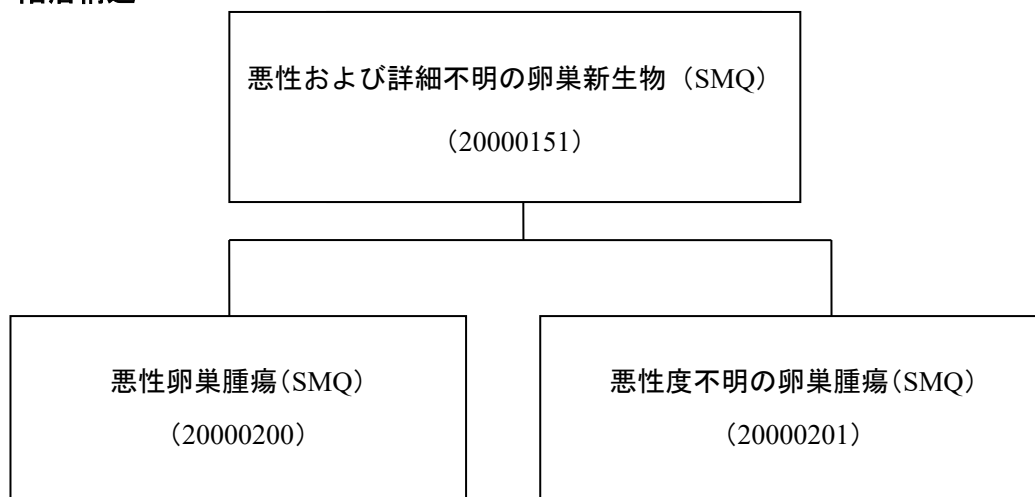 悪性および詳細不明の卵巣新生物（SMQ）
（20000151）
悪性卵巣腫瘍（SMQ）
（20000200）
悪性度不明の卵巣腫瘍（SMQ）
（20000201）